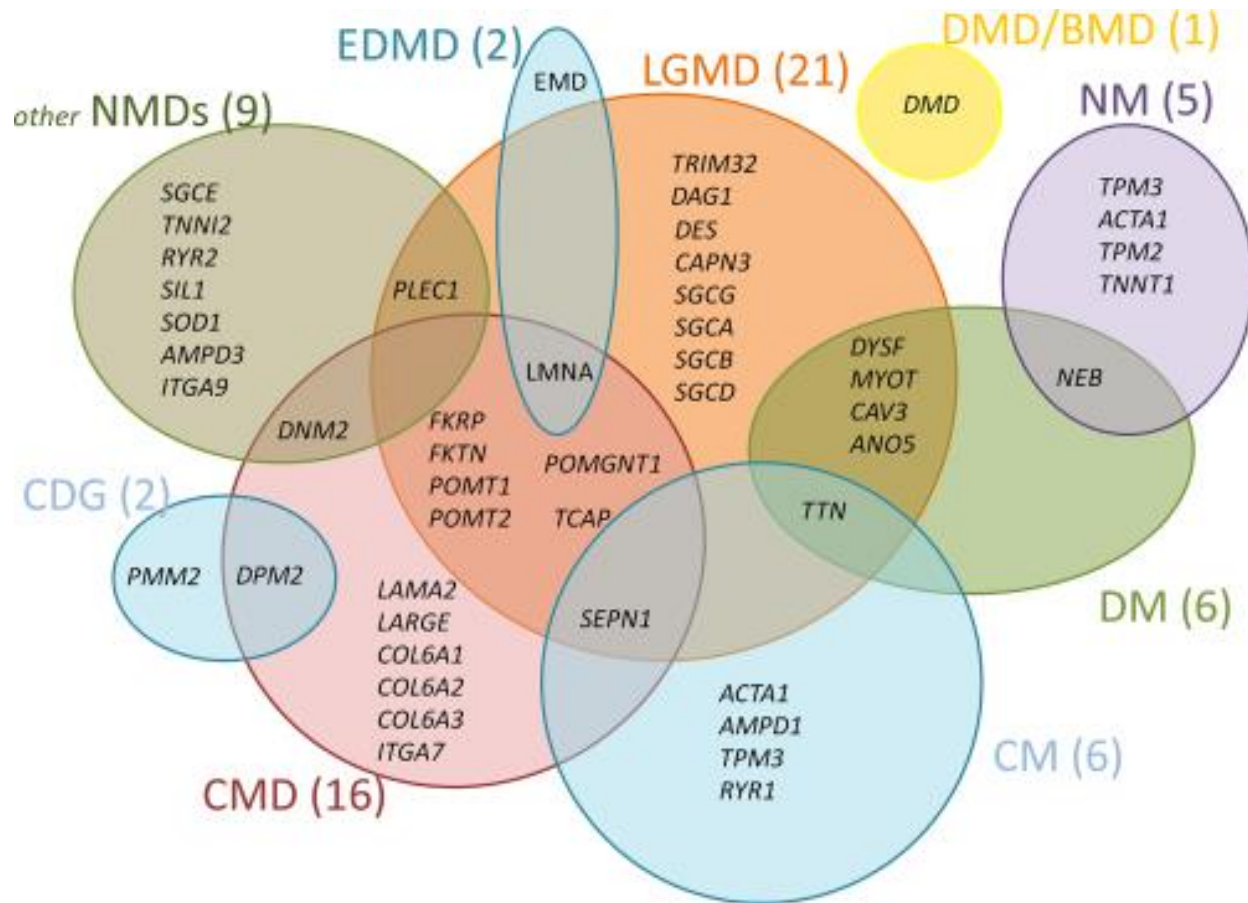 EDMD (2)
DMD/BMD (1)
LGMD (21)
other NMDs (9)
NM (5)
EMD
DMD
SGCE
TNNI2
RYR2
SIL1
SOD1
AMPD3
ITGA9
PLEC1
TRIM32
DAG1
DES
CAPN3
SGCG
SGCA
SGCB
SGCD
TPM3
ACTA1
TPM2
TNNT1
DYSF
MYOT
CAV3
ANO5
NEB
LMNA
DNM2
FKRP
FKTN
POMT1
POMT2
POMGNT1
TCAP
TTN
CDG (2)
PMM2
DPM2
DM (6)
LAMA2
LARGE
COL6A1
COL6A2
COL6A3
ITGA7
SEPN1
ACTA1
AMPD1
TPM3
RYR1
CM (6)
CMD (16)